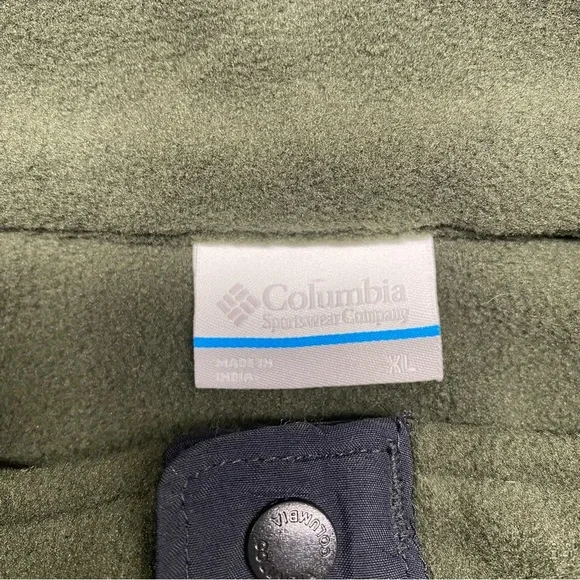 Columbia
Sportswear Company
MADE IN
INDIA
XL
COLUMBIA